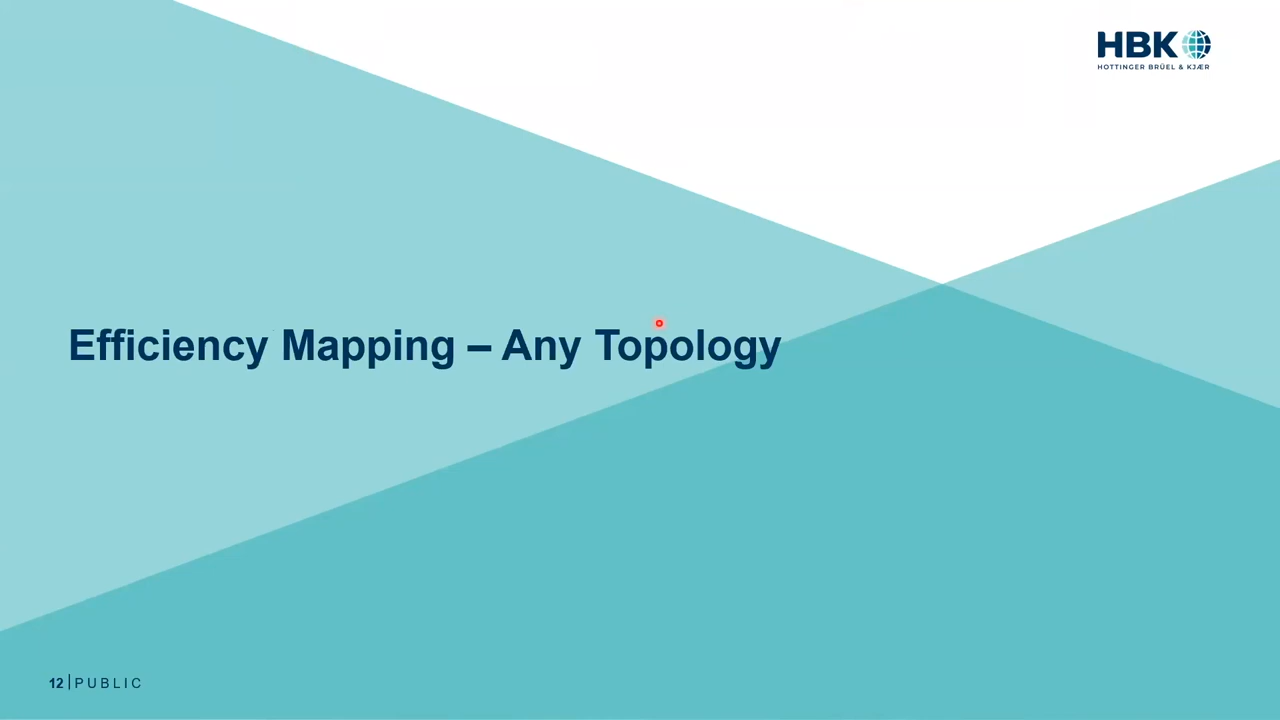 HBK
HOTTINGER BRÜEL & KJÆR
Efficiency Mapping – Any Topology
12 | PUBLIC